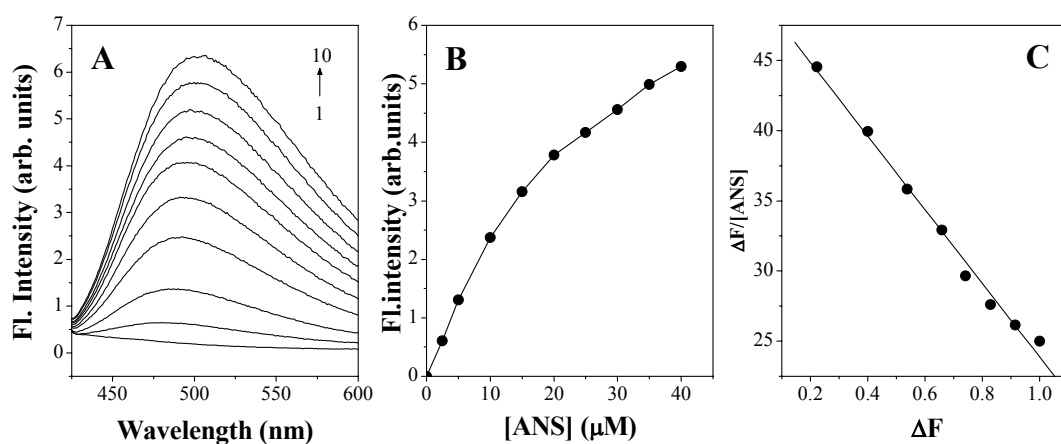 A
10
1
7
6
5
4
3
2
1
0
Fl. Intensity (arb. units)
450 500 550 600
Wavelength (nm)
B
6
5
4
3
2
1
0
Fl.intensity (arb.units)
0 10 20 30 40
[ANS] (μM)
C
45
40
35
30
25
ΔF/[ANS]
0.2 0.4 0.6 0.8 1.0
ΔF